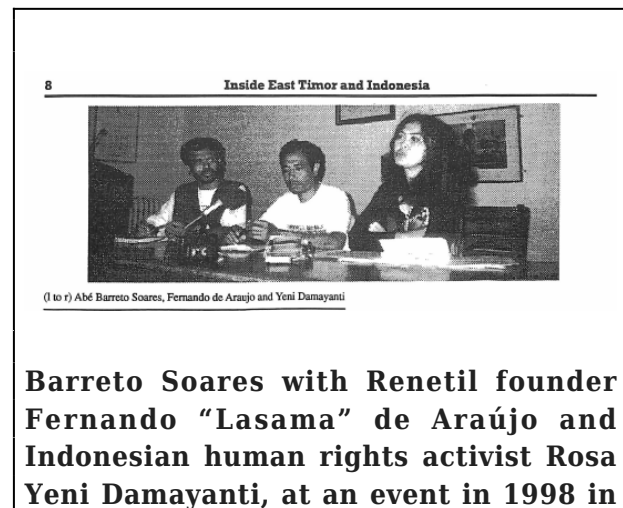 8 Inside East Timor and Indonesia
(l to r) Abé Barreto Soares, Fernando de Araujo and Yeni Damayanti
Barreto Soares with Renetil founder
Fernando “Lasama” de Araújo and
Indonesian human rights activist Rosa
Yeni Damayanti, at an event in 1998 in